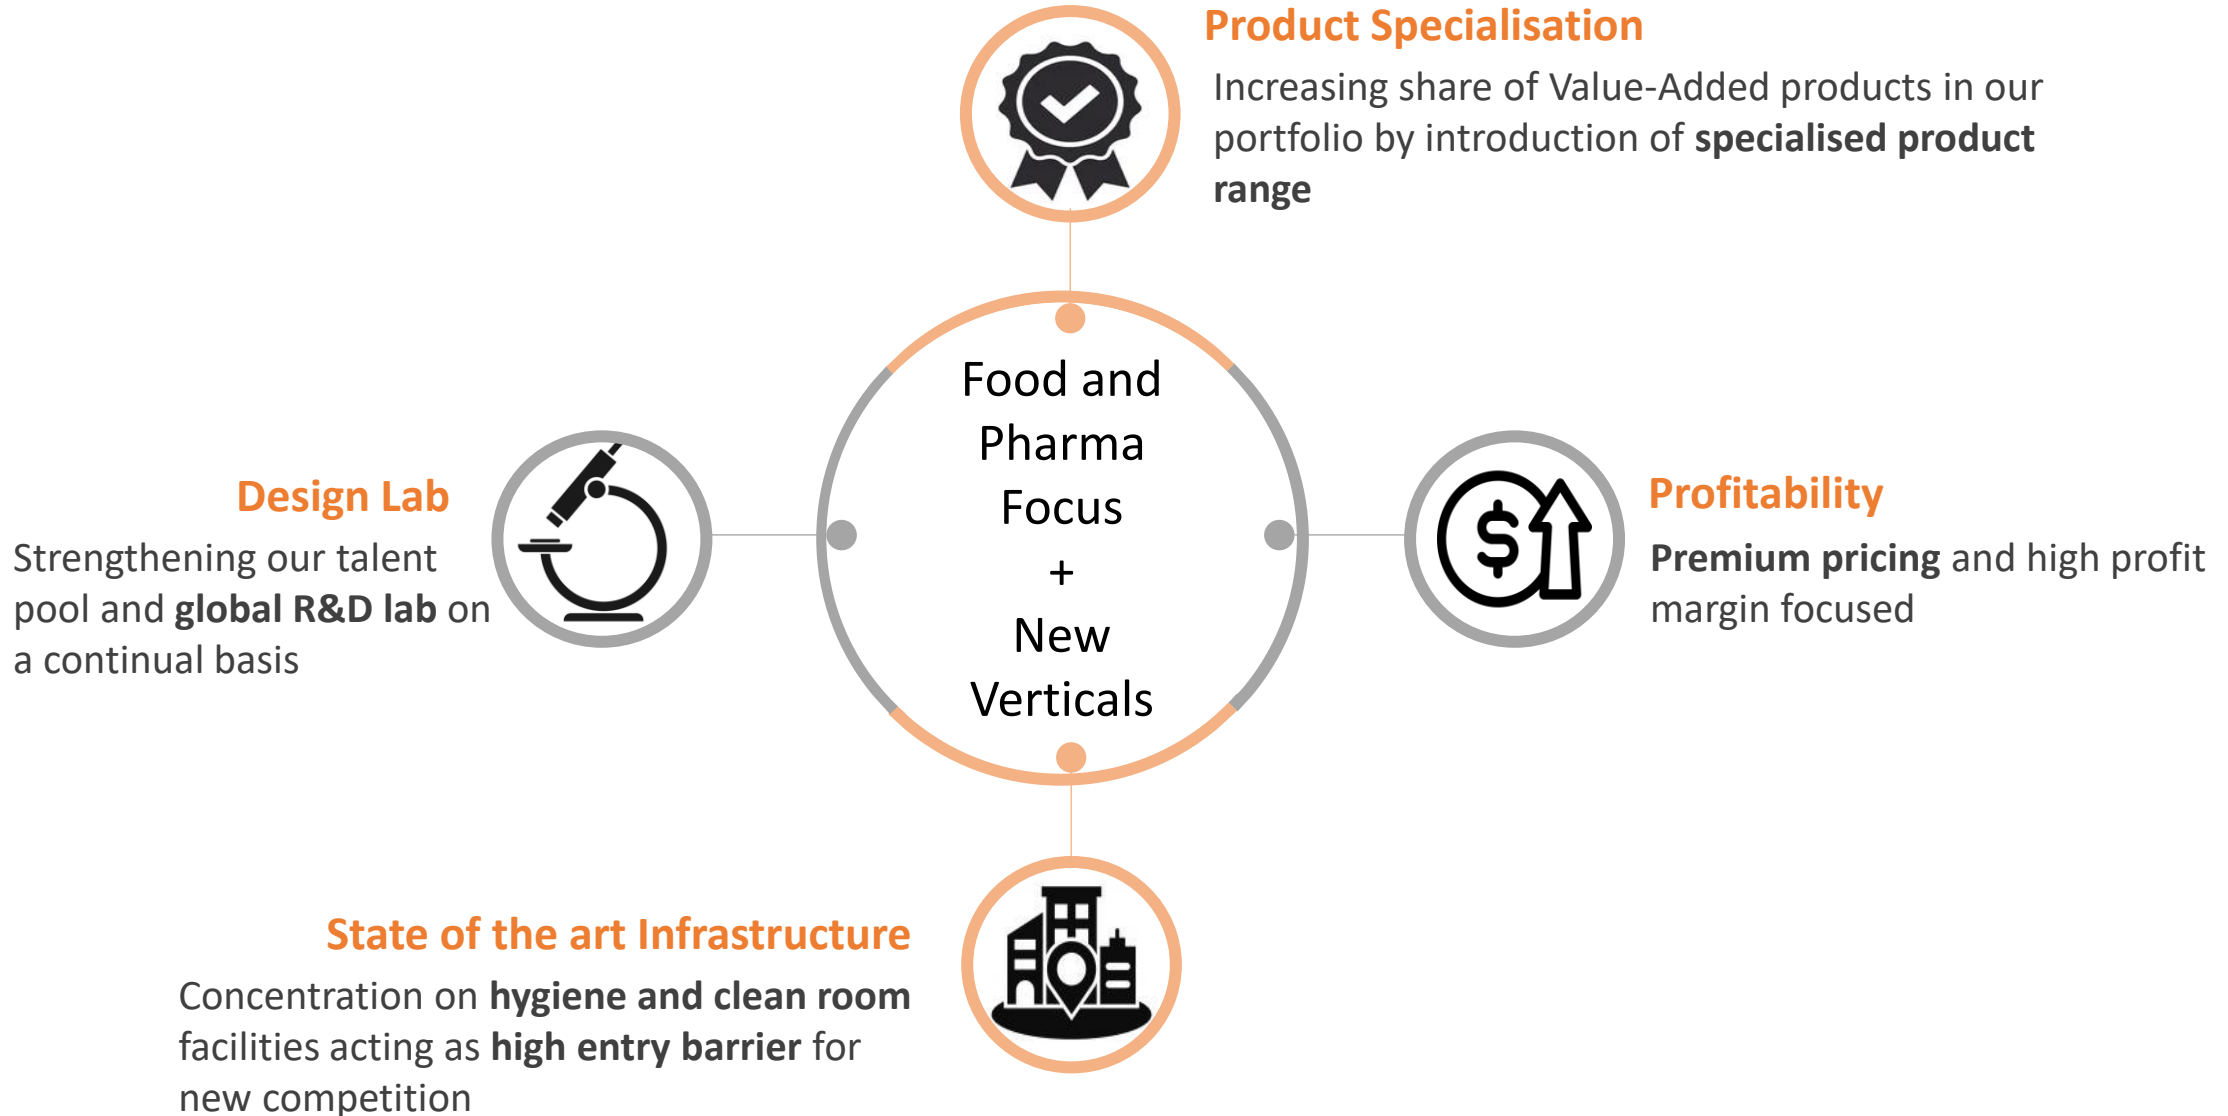 Product Specialisation
Increasing share of Value-Added products in our
portfolio by introduction of specialised product
range
Food and
Pharma
Focus
+
New
Verticals
Design Lab
Strengthening our talent
pool and global R&D lab on
a continual basis
$
Profitability
Premium pricing and high profit
margin focused
State of the art Infrastructure
Concentration on hygiene and clean room
facilities acting as high entry barrier for
new competition